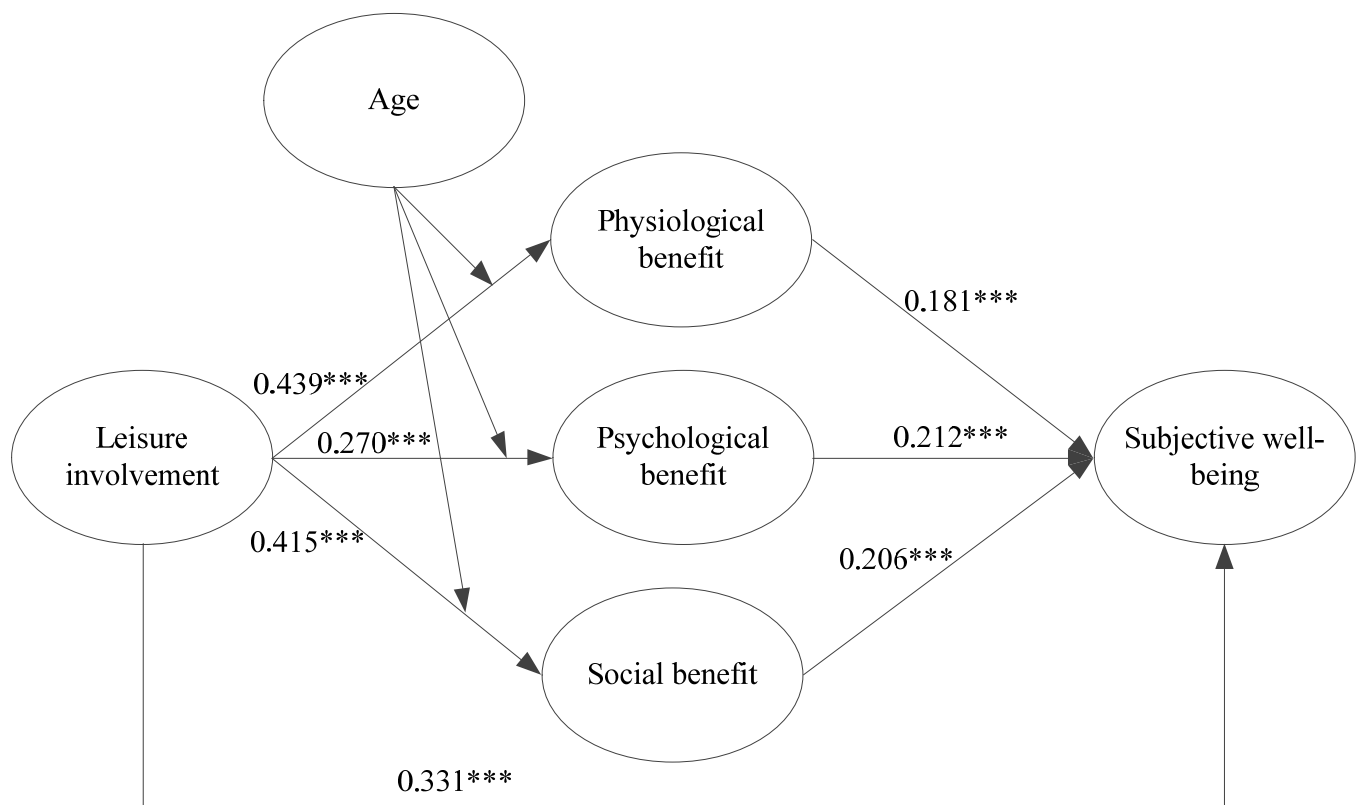 Age
Physiological
benefit
0.181***
0.439***
Leisure
involvement
0.270***
Psychological
benefit
0.212***
Subjective well-
being
0.415***
0.206***
Social benefit
0.331***